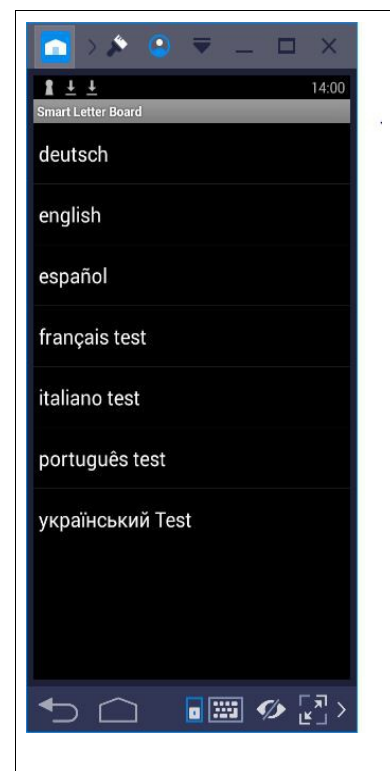 14:00
Smart Letter Board
deutsch
english
español
français test
italiano test
português test
український Test